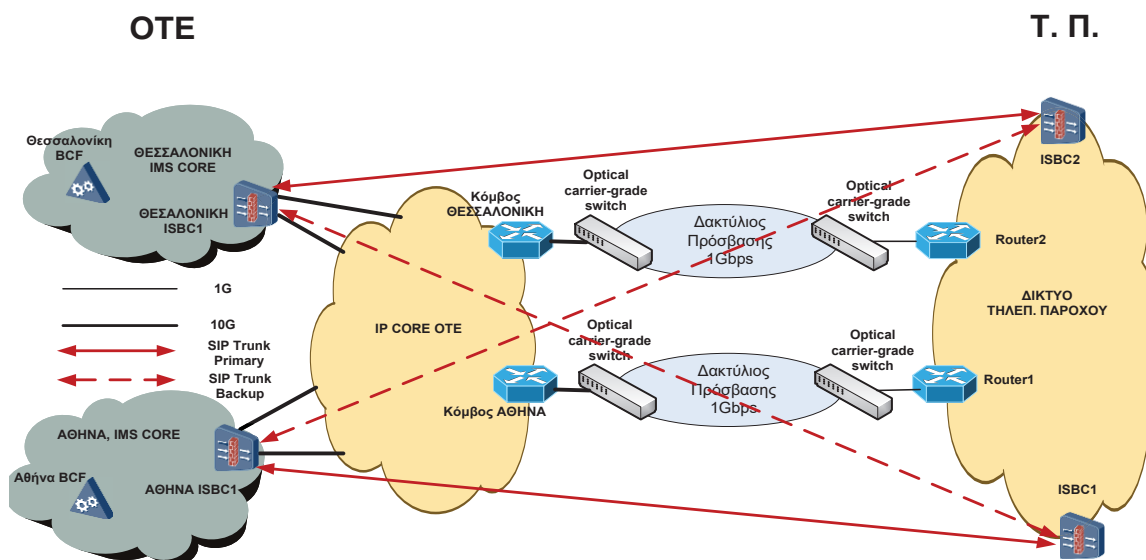 ΟΤΕ
Τ. Π.
Θεσσαλονίκη
BCF
ΘΕΣΣΑΛΟΝΙΚΗ
IMS CORE
ΘΕΣΑΛΟΝΙΚΗ
ISBC1
1G
10G
SIP Trunk
Primary
SIP Trunk
Backup
ΑΘΗΝΑ, IMS CORE
Αθήνα BCF
ΑΘΗΝΑ ISBC1
IP CORE ΟΤΕ
Κόμβος
ΘΕΣΣΑΛΟΝΙΚΗ
Optical
carrier-grade
switch
Δακτύλιος
Πρόσβασης
1Gbps
Optical
carrier-grade
switch
Router2
ISBC2
Κόμβος ΑΘΗΝΑ
Optical
carrier-grade
switch
Δακτύλιος
Πρόσβασης
1Gbps
Optical
carrier-grade
switch
Router1
ΔΙΚΤΥΟ
ΤΗΛΕΠ. ΠΑΡΟΧΟΥ
ISBC1